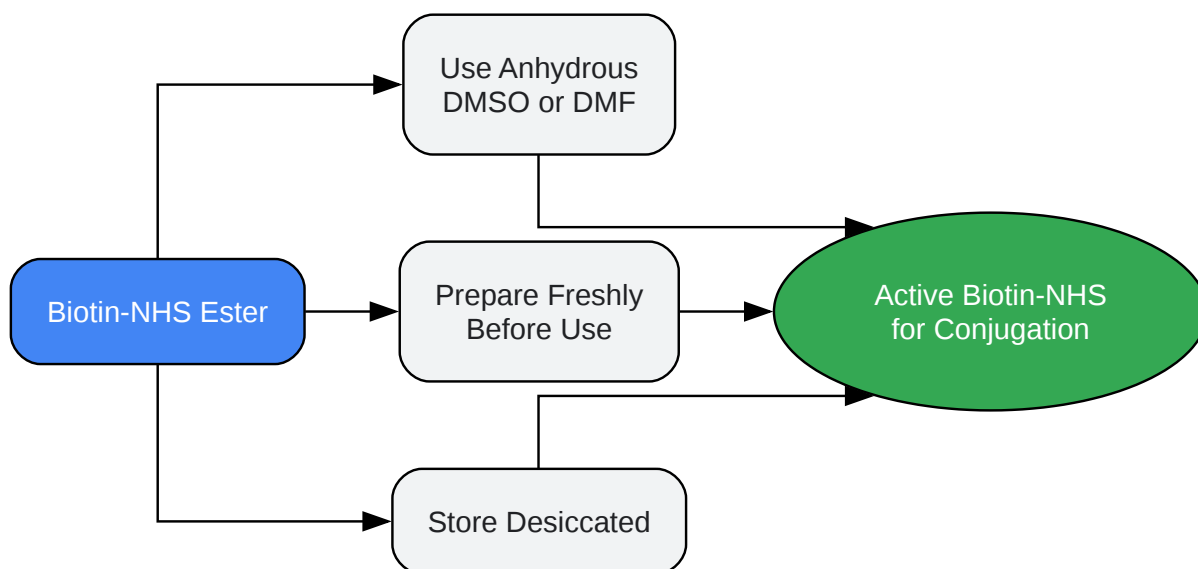 Use Anhydrous
DMSO or DMF
Biotin-NHS Ester
Prepare Freshly
Before Use
Active Biotin-NHS
for Conjugation
Store Desiccated